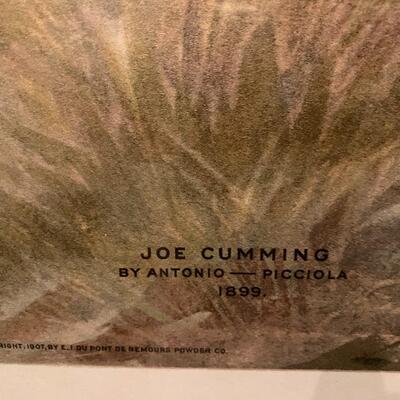 JOE CUMMING
BY ANTONIO — PICCIOLA
1899.
RIGHT, 1907, BY E. I DU PONT DE NEMOURS POWDER CO.